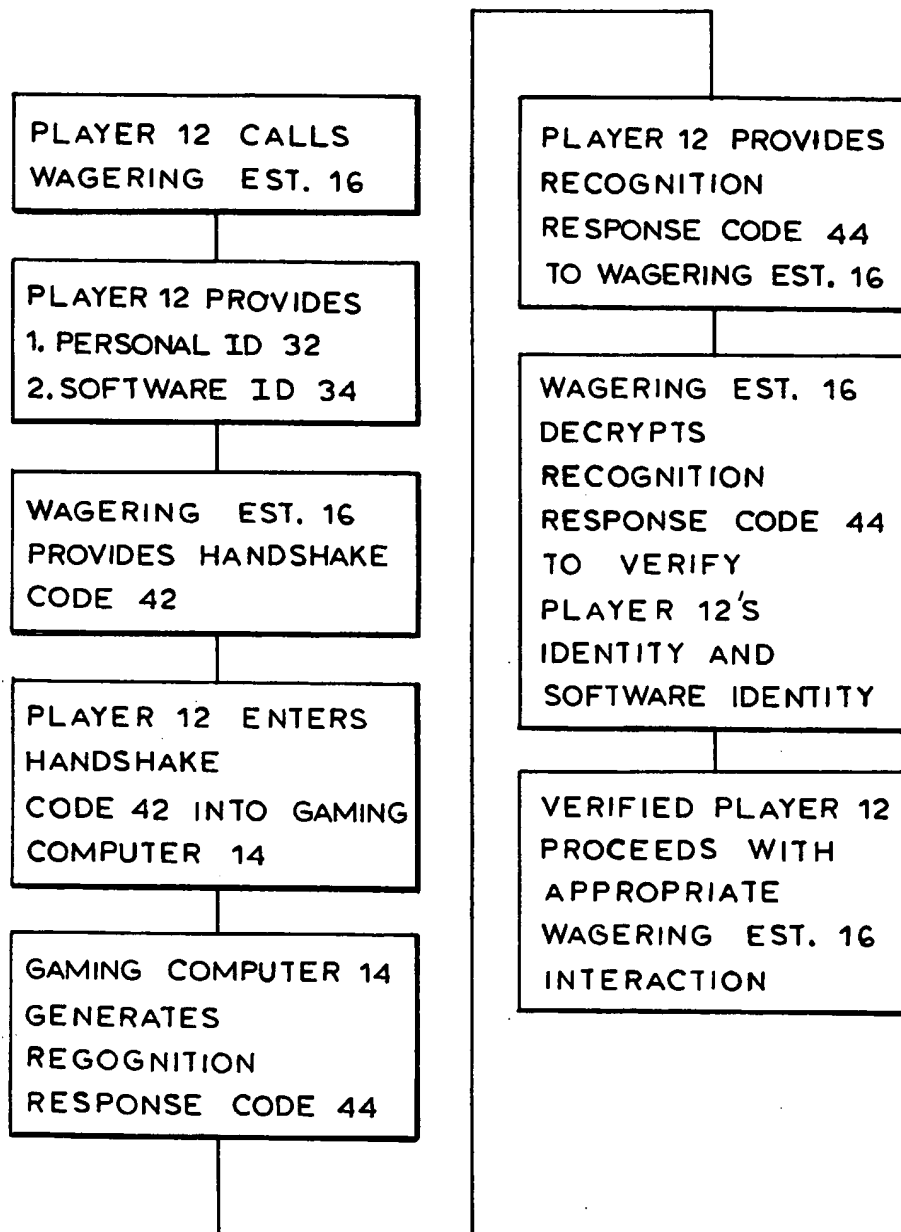 PLAYER 12 CALLS
WAGERING EST. 16
PLAYER 12 PROVIDES
1. PERSONAL ID 32
2. SOFTWARE ID 34
WAGERING EST. 16
PROVIDES HANDSHAKE
CODE 42
PLAYER 12 ENTERS
HANDSHAKE
CODE 42 INTO GAMING
COMPUTER 14
GAMING COMPUTER 14
GENERATES
REGOGNITION
RESPONSE CODE 44
PLAYER 12 PROVIDES
RECOGNITION
RESPONSE CODE 44
TO WAGERING EST. 16
WAGERING EST. 16
DECRYPTS
RECOGNITION
RESPONSE CODE 44
TO VERIFY
PLAYER 12'S
IDENTITY AND
SOFTWARE IDENTITY
VERIFIED PLAYER 12
PROCEEDS WITH
APPROPRIATE
WAGERING EST. 16
INTERACTION